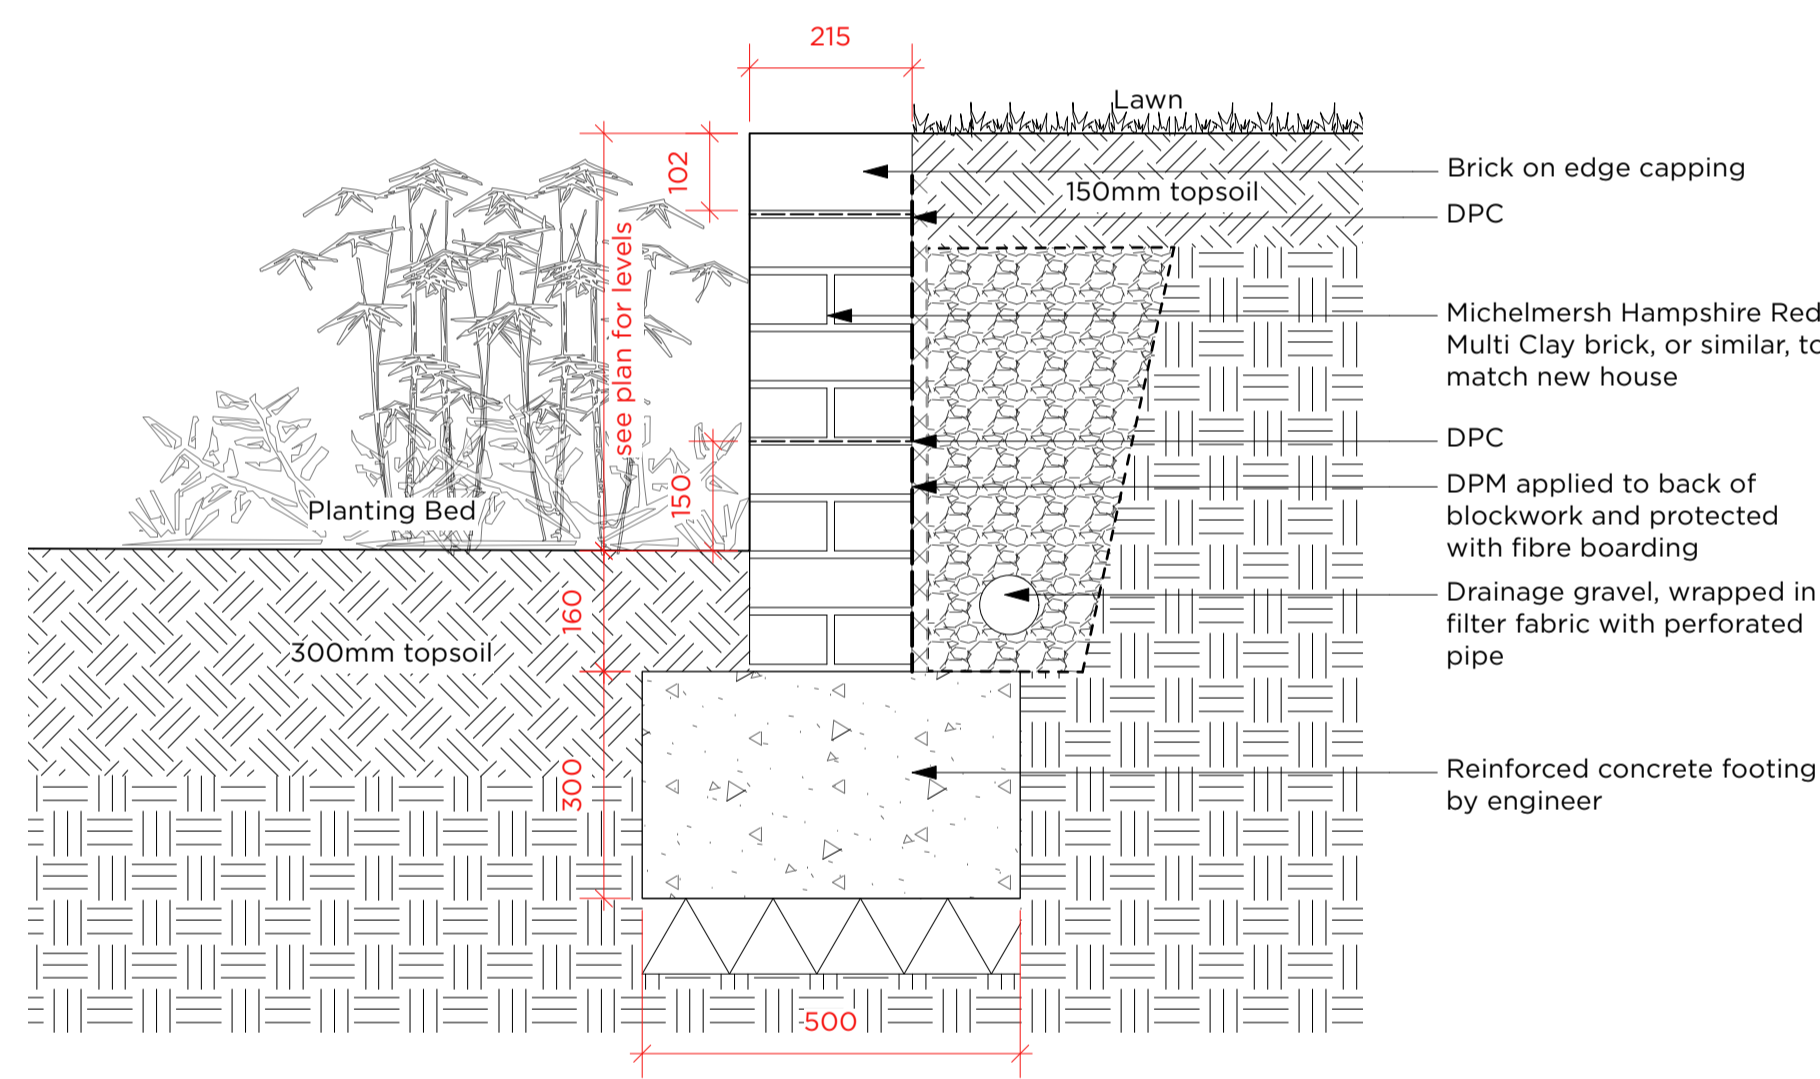 215
Lawn
102
150mm topsoil
Brick on edge capping
DPC
see plan for levels
Michelmersh Hampshire Red
Multi Clay brick, or similar, to
match new house
DPC
150
Planting Bed
DPM applied to back of
blockwork and protected
with fibre boarding
160
300mm topsoil
Drainage gravel, wrapped in
filter fabric with perforated
pipe
300
Reinforced concrete footing
by engineer
500